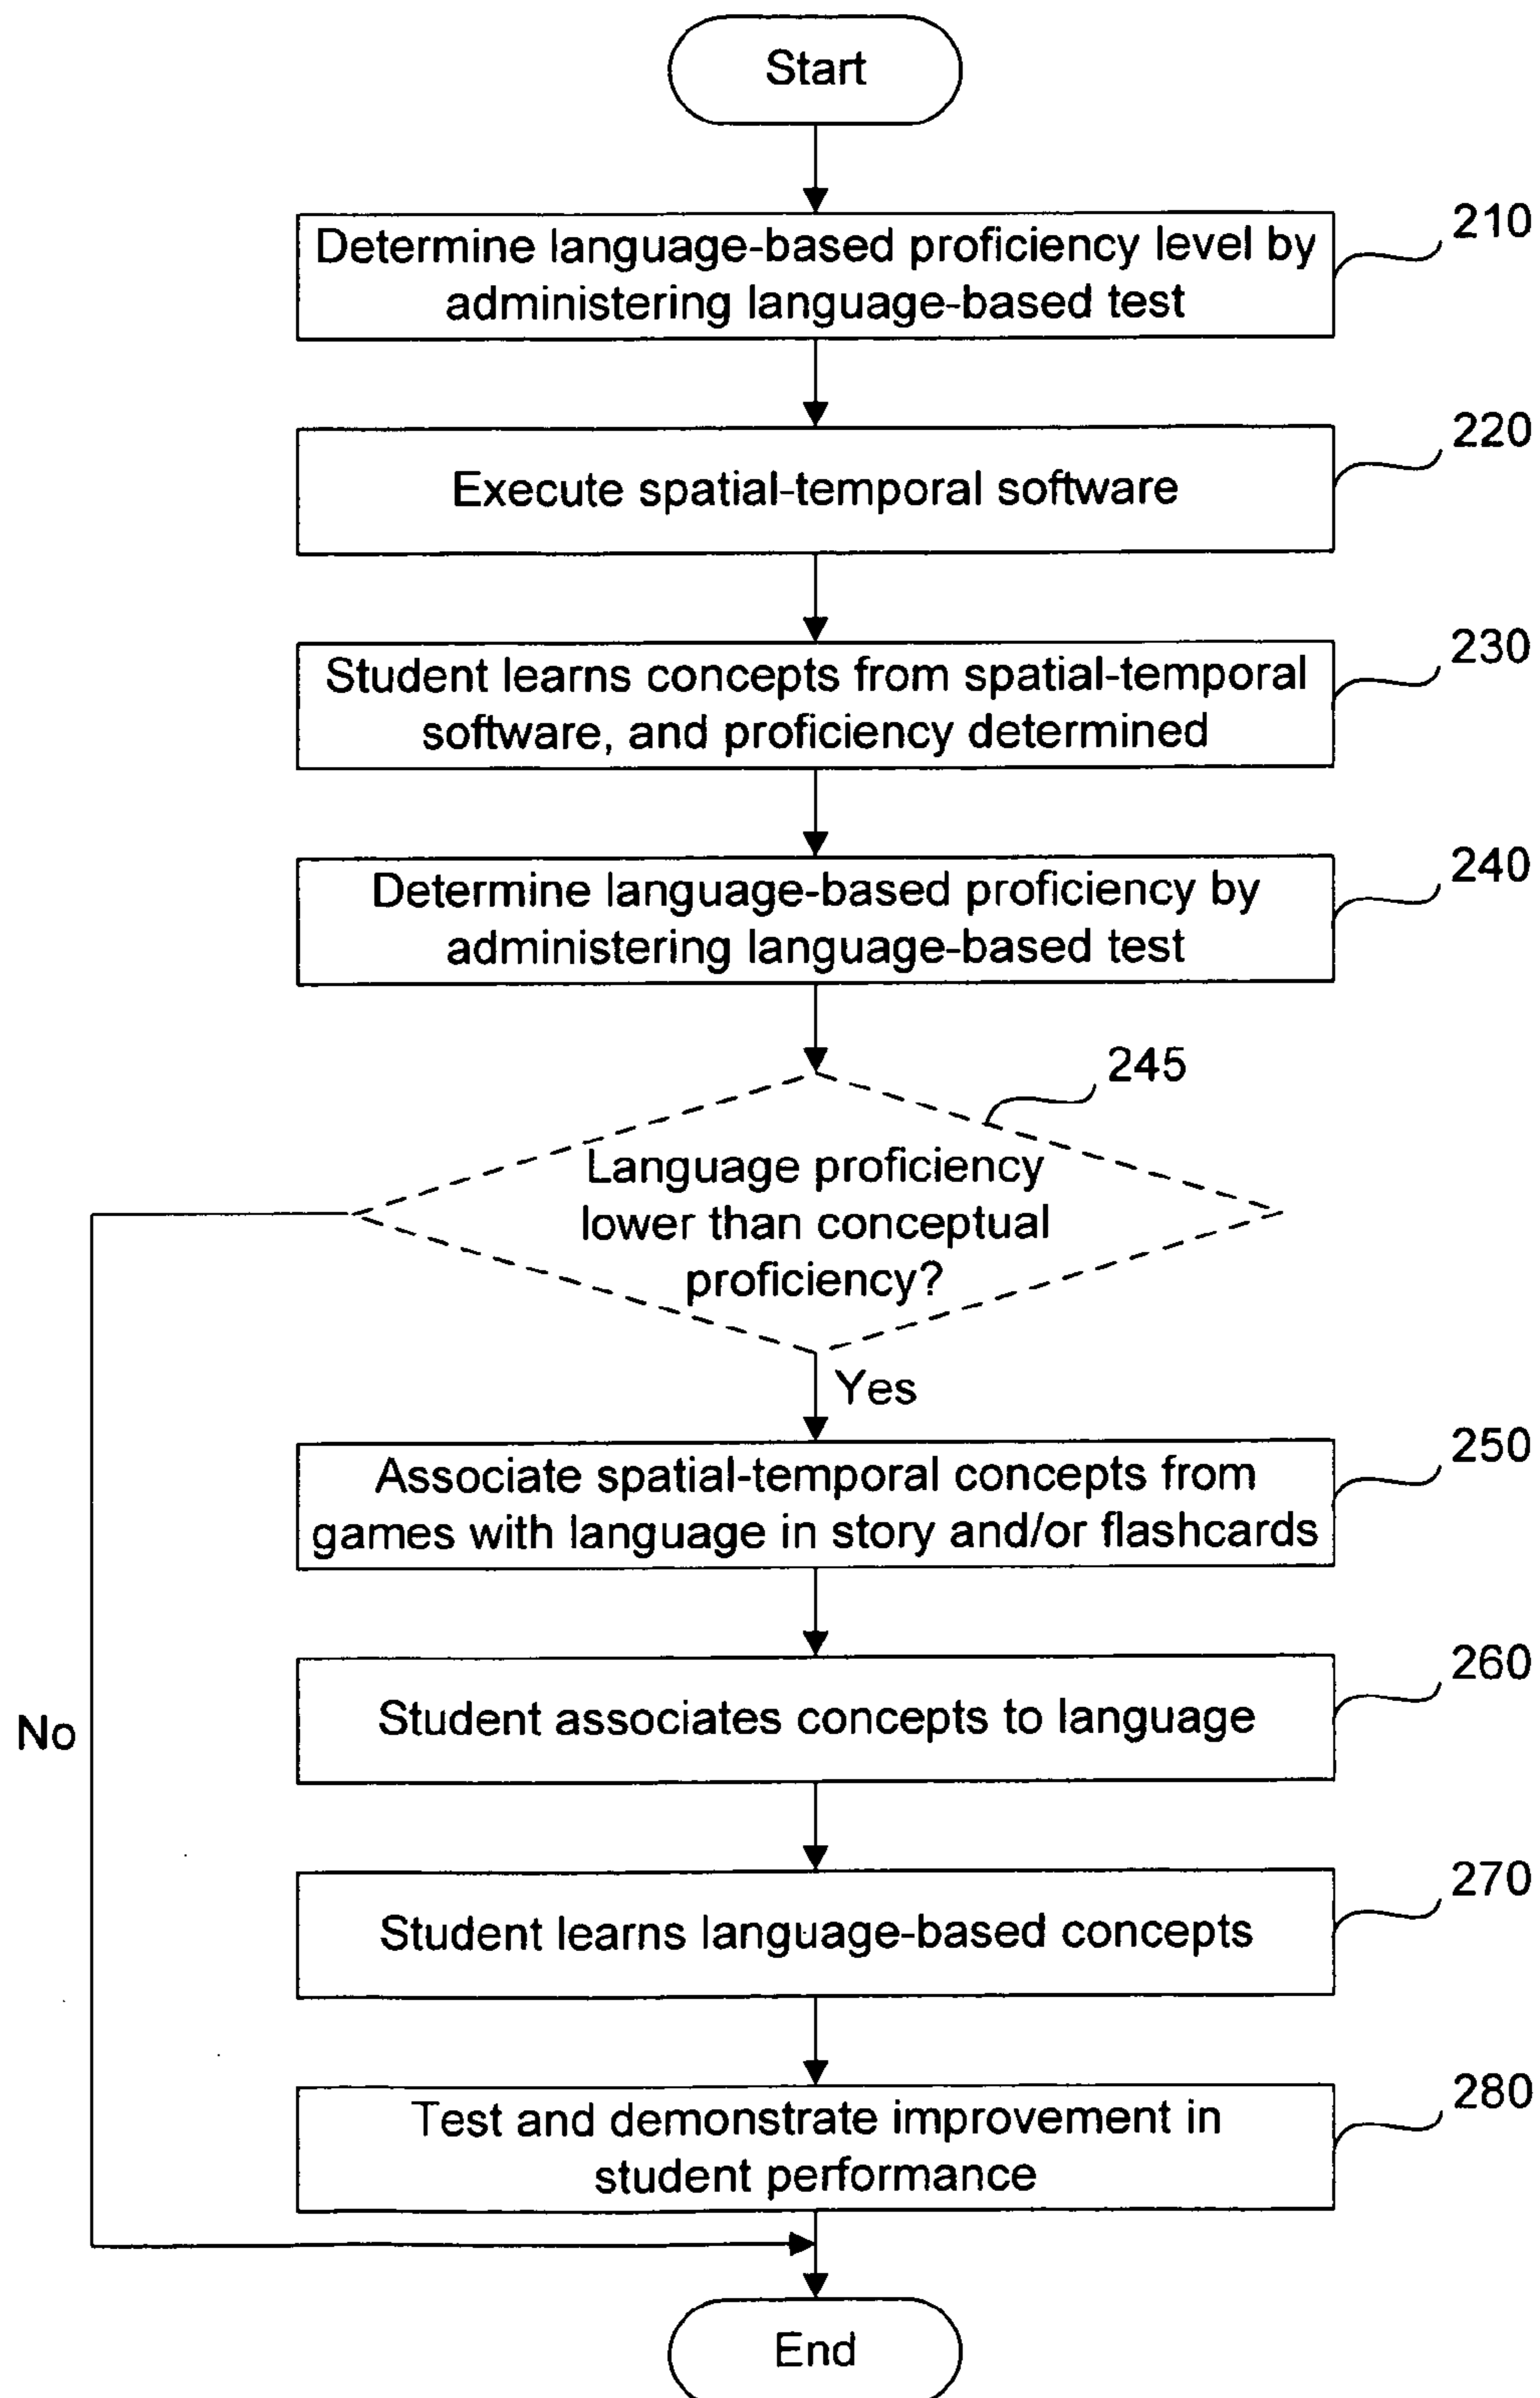 Start
Determine language-based proficiency level by
administering language-based test
210
Execute spatial-temporal software
220
Student learns concepts from spatial-temporal
software, and proficiency determined
230
Determine language-based proficiency by
administering language-based test
240
245
Language proficiency
lower than conceptual
proficiency?
Yes
Associate spatial-temporal concepts from
games with language in story and/or flashcards
250
Student associates concepts to language
260
No
Student learns language-based concepts
270
Test and demonstrate improvement in
student performance
280
End